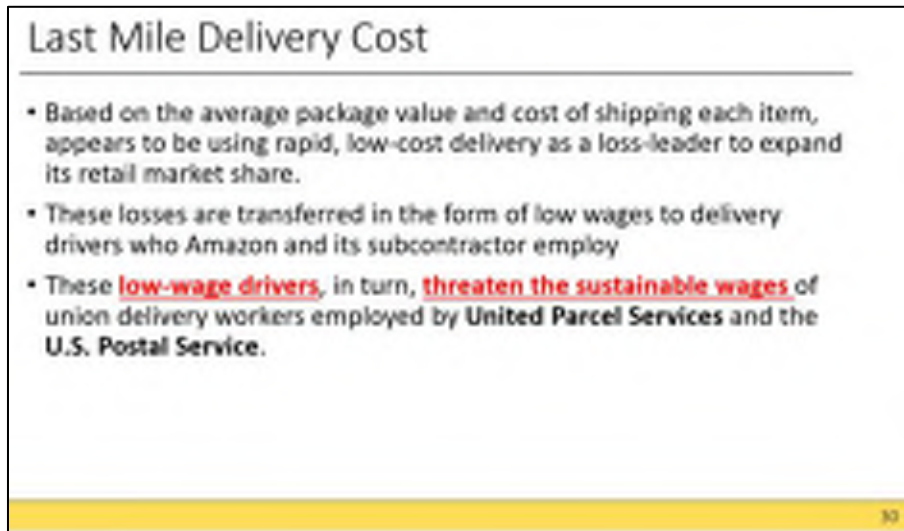 Last Mile Delivery Cost
• Based on the average package value and cost of shipping each item,
appears to be using rapid, low-cost delivery as a loss-leader to expand
its retail market share.
• These losses are transferred in the form of low wages to delivery
drivers who Amazon and its subcontractor employ
• These low-wage drivers, in turn, threaten the sustainable wages of
union delivery workers employed by United Parcel Services and the
U.S. Postal Service.
30